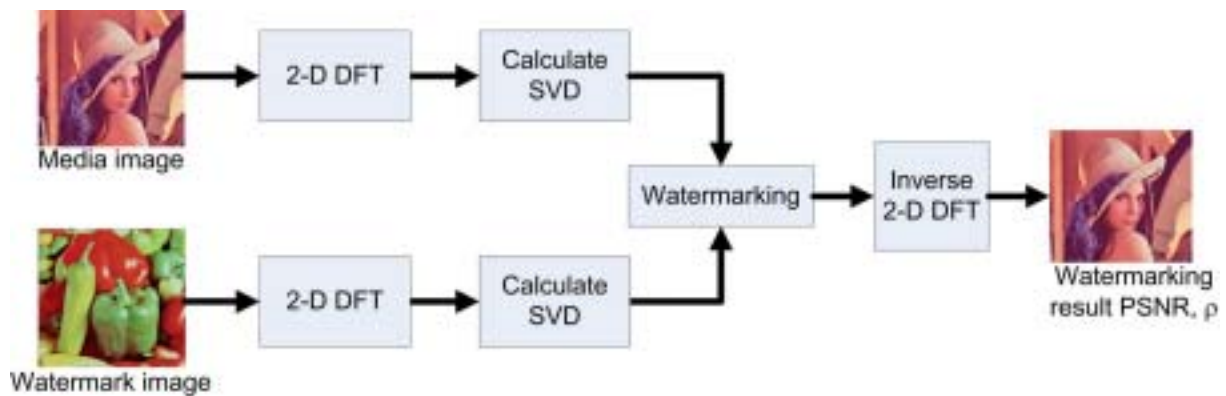 2-D DFT
Calculate
SVD
Media image
Watermarking
Inverse
2-D DFT
2-D DFT
Calculate
SVD
Watermark image
Watermarking
result PSNR, ρ